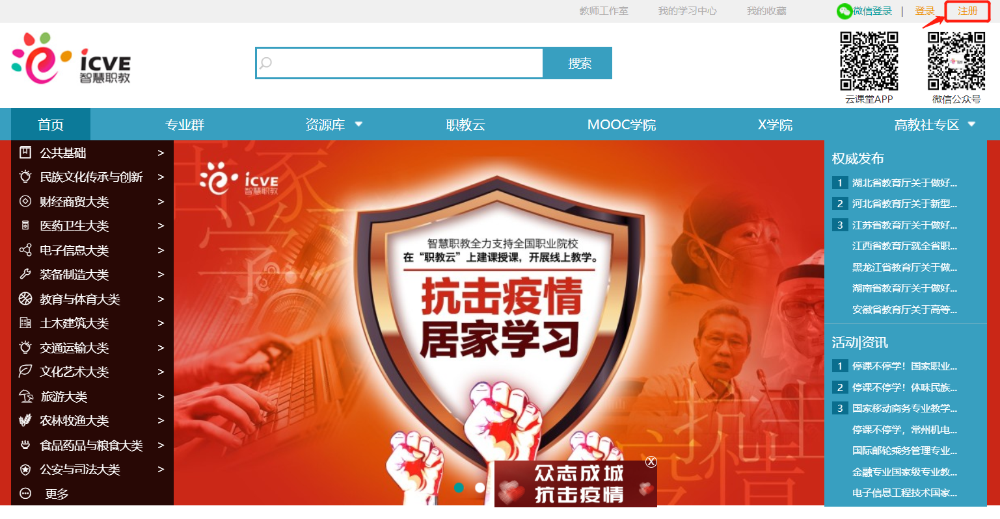 教师工作室 我的学习中心 我的收藏 微信登录 | 登录 注册
icve
智慧职教
搜索
云课堂APP 微信公众号
首页 专业群 资源库 职教云 MOOC学院 X学院 高教社专区
公共基础 >
民族文化传承与创新 >
财经商贸大类 >
医药卫生大类 >
电子信息大类 >
装备制造大类 >
教育与体育大类 >
土木建筑大类 >
交通运输大类 >
文化艺术大类 >
旅游大类 >
农林牧渔大类 >
食品药品与粮食大类 >
公安与司法大类 >
更多
icve
智慧职教
智慧职教全力支持全国职业院校
在“职教云”上建课授课，开展线上教学。
抗击疫情
居家学习
众志成城
抗击疫情
X
权威发布
1 湖北省教育厅关于做好...
2 河北省教育厅关于新型...
3 江苏省教育厅关于做好...
江西省教育厅就全省职...
黑龙江省教育厅关于做...
湖南省教育厅关于做好...
安徽省教育厅关于高等...
活动|资讯
1 停课不停学！国家职业...
2 停课不停学！体味民族...
3 国家移动商务专业教学...
停课不停学，常州机电...
国际邮轮乘务管理专业...
金融专业国家级专业教...
电子信息工程技术国家...